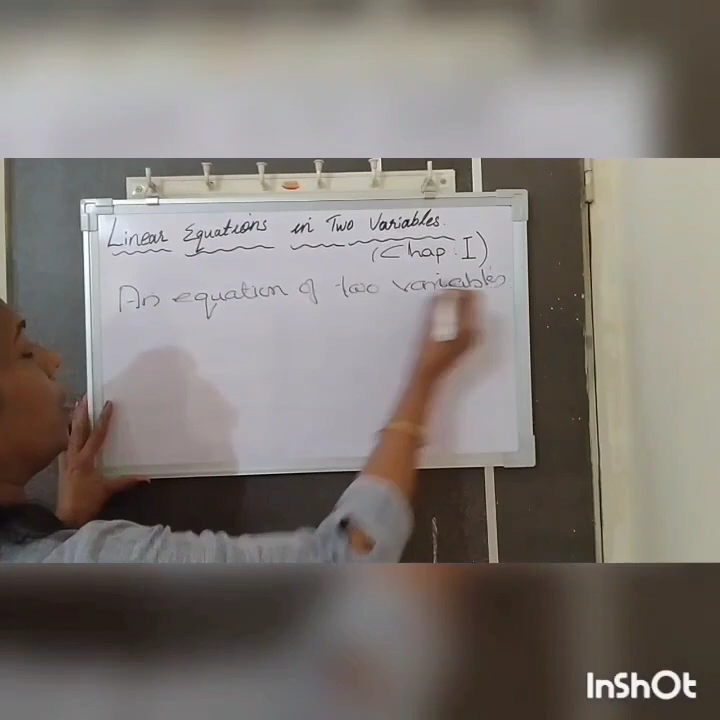 Linear Equations in Two Variables.
(Chap : I)
An equation of two variables
InShOt